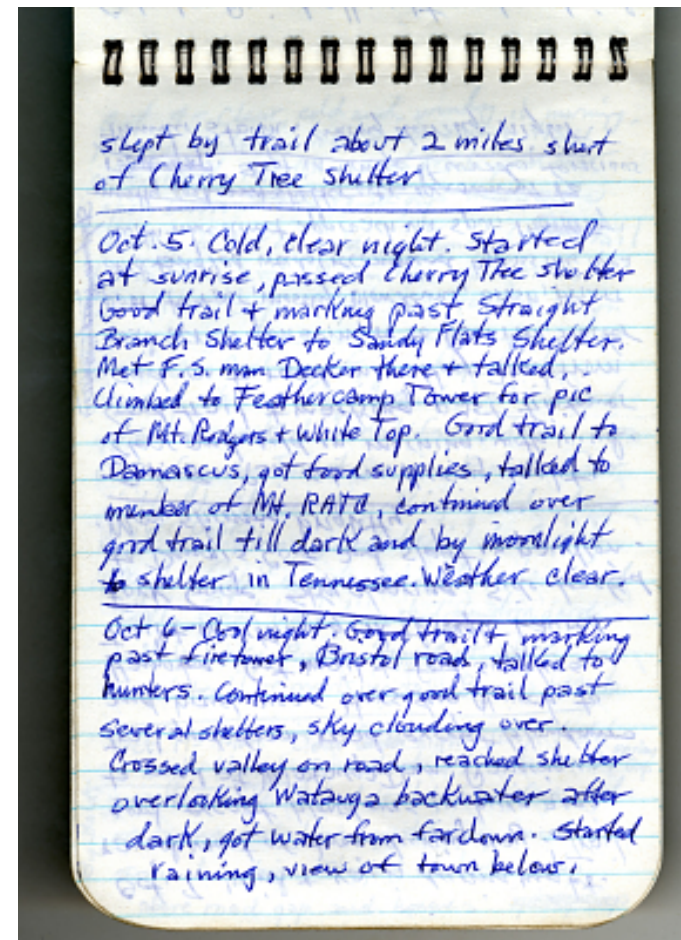 slept by trail about 2 miles short
of Cherry Tree Shelter
Oct. 5. Cold, clear night. Started
at sunrise, passed Cherry Tree shelter
Good trail + marking past Straight
Branch Shelter to Sandy Flats Shelter.
Met F.S. man Decker there + talked,
Climbed to Feathercamp Tower for pic
of Mt. Rodgers + White Top. Good trail to
Damascus, got food supplies, talked to
member of Mt. RATC, continued over
good trail till dark and by moonlight
to shelter in Tennessee. Weather clear.
Oct 6 - Cool night. Good trail + marking
past firetower, Bristol road, talked to
hunters. Continued over good trail past
several shelters, sky clouding over.
Crossed valley on road, reached shelter
overlooking Watauga backwater after
dark, got water from far down. Started
raining, view of town below.